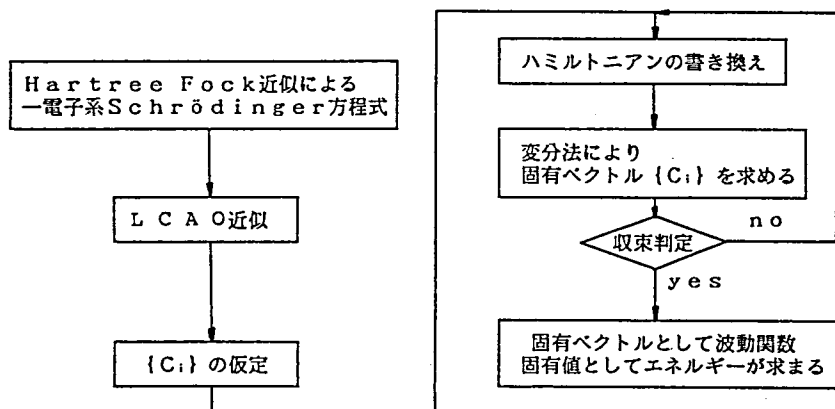 Hartree Fock近似による
一電子系Schrödinger方程式
LCAO近似
{Ci}の仮定
ハミルトニアンの書き換え
変分法により
固有ベクトル{Ci}を求める
収束判定
no
yes
固有ベクトルとして波動関数
固有値としてエネルギーが求まる